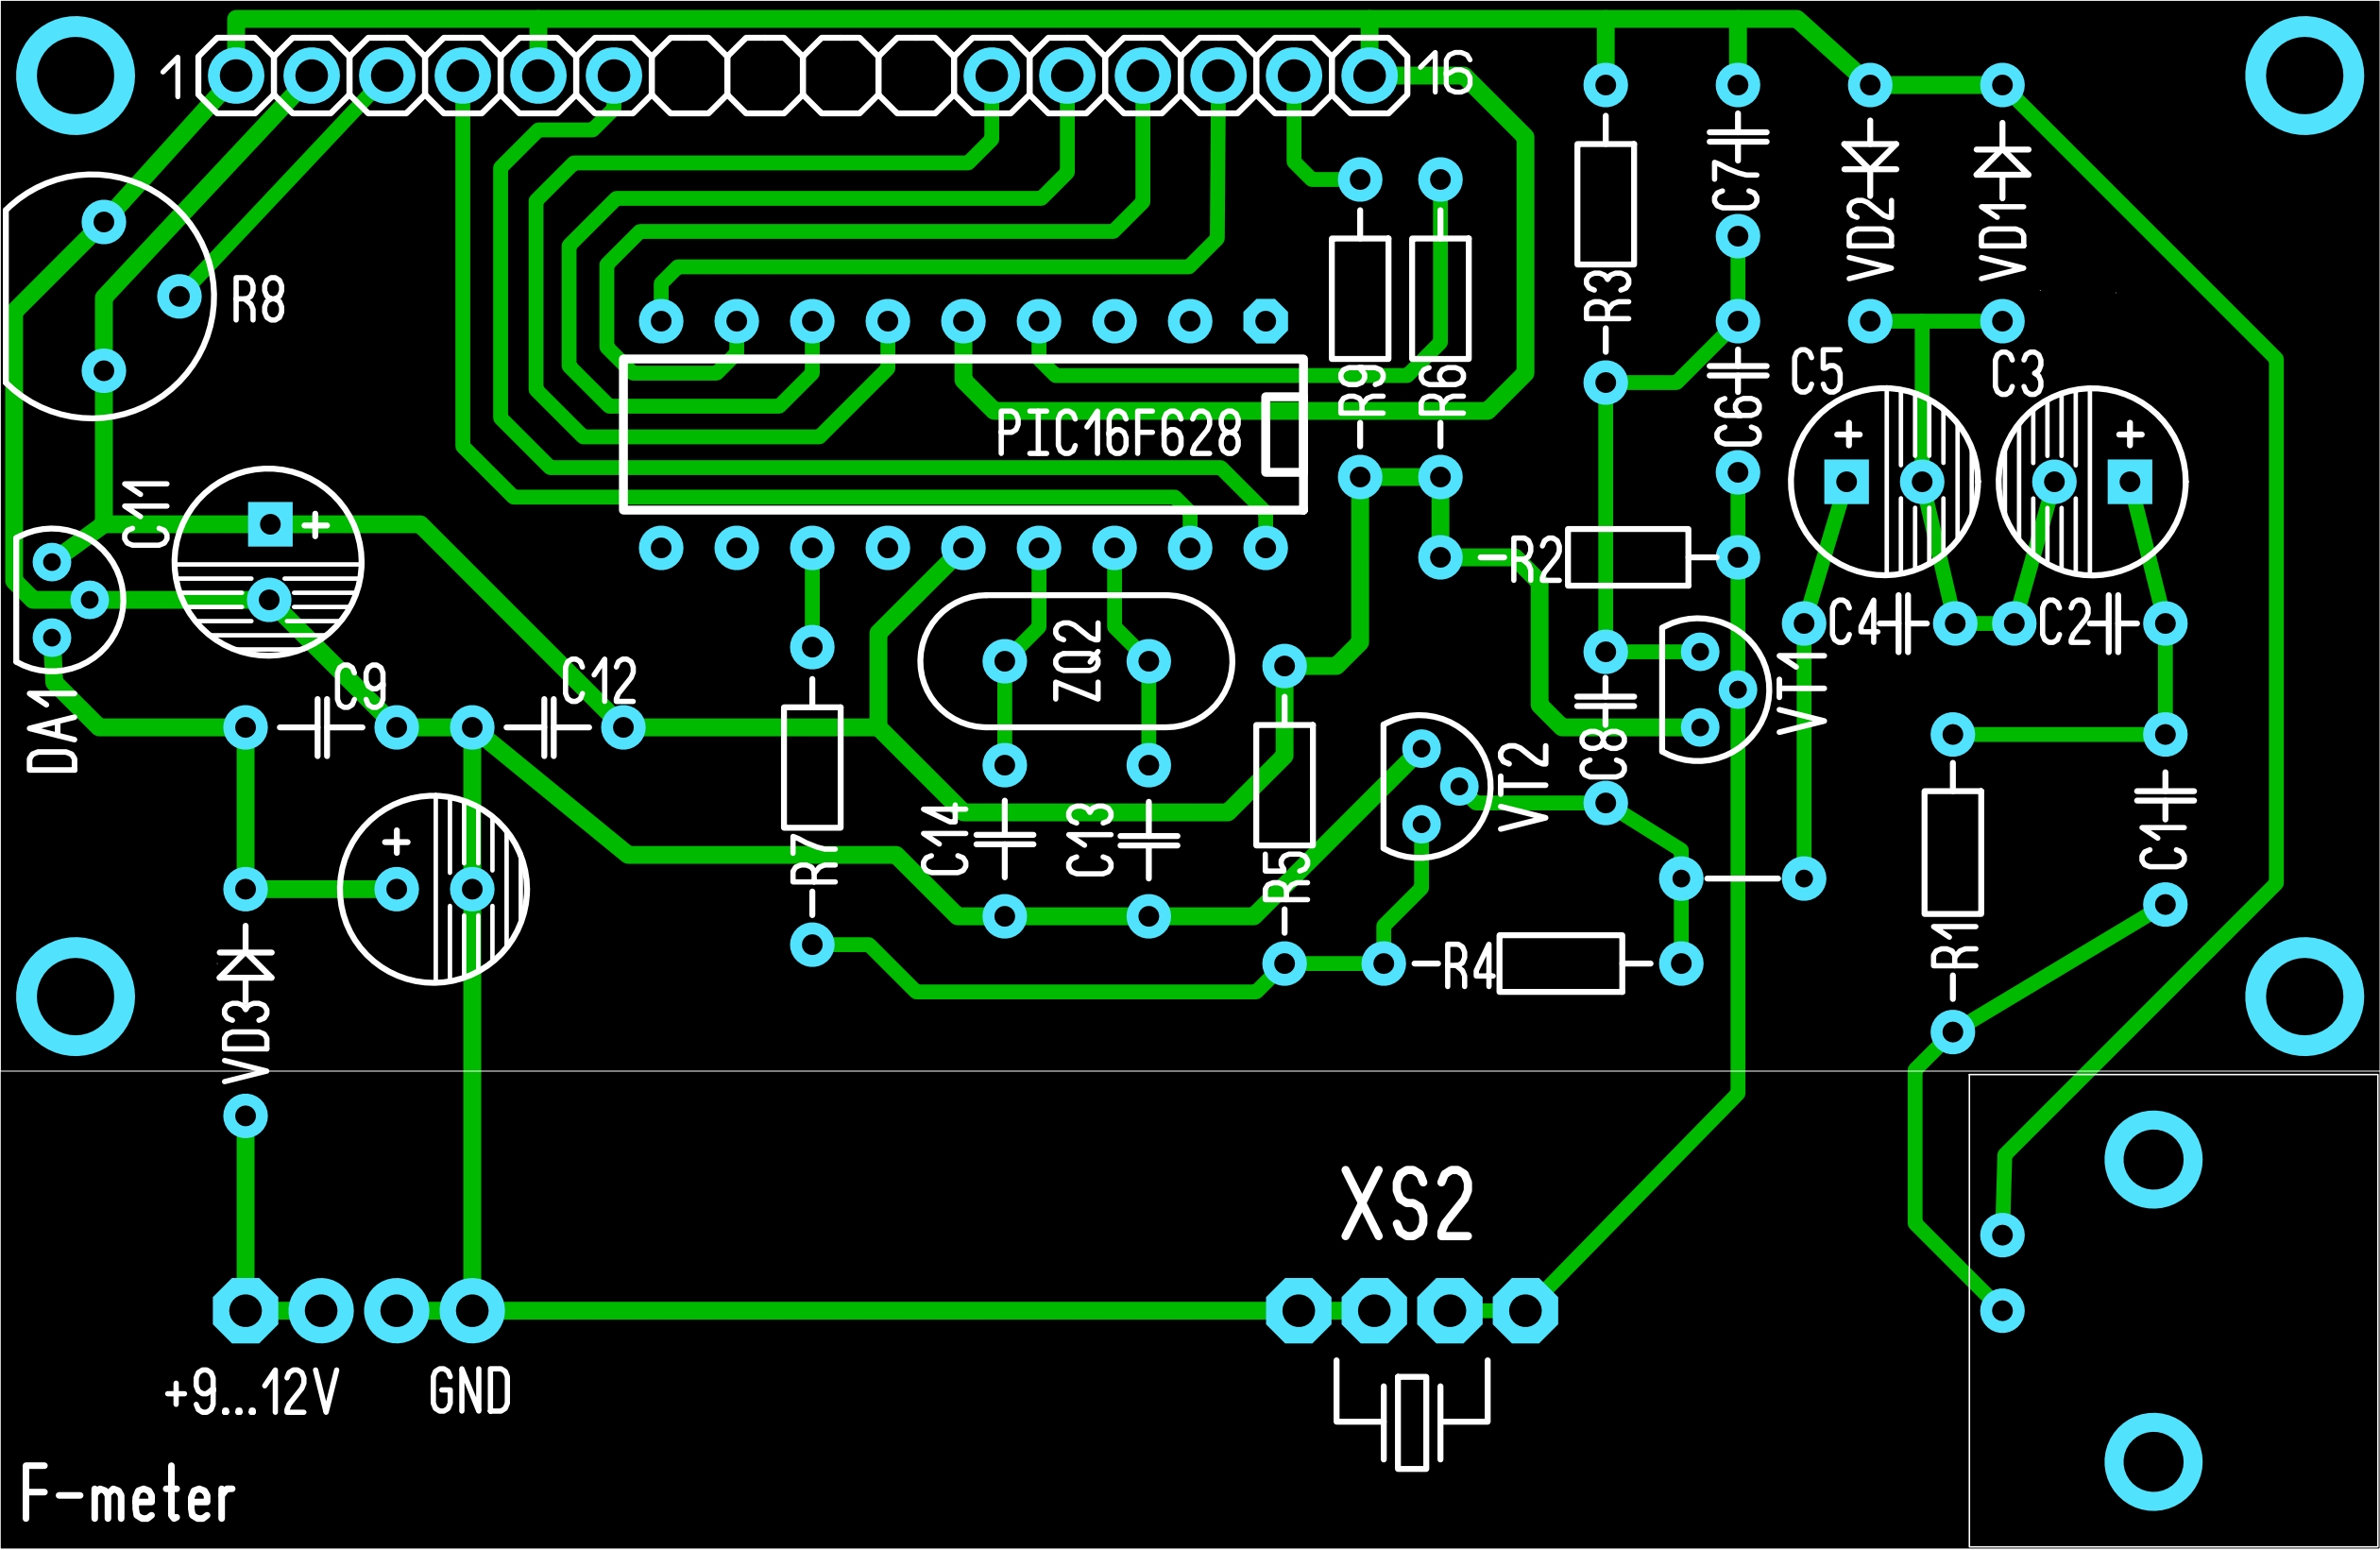 1
16
R8
C7
VD2
VD1
R3
C5
C3
R9
R6
C6
PIC16F628
C11
R2
C4
C2
C9
C12
ZQ2
VT1
DA1
C8
VT2
C14
C13
R7
R5
C1
R4
R1
VD3
XS2
+9...12V
GND
F-meter